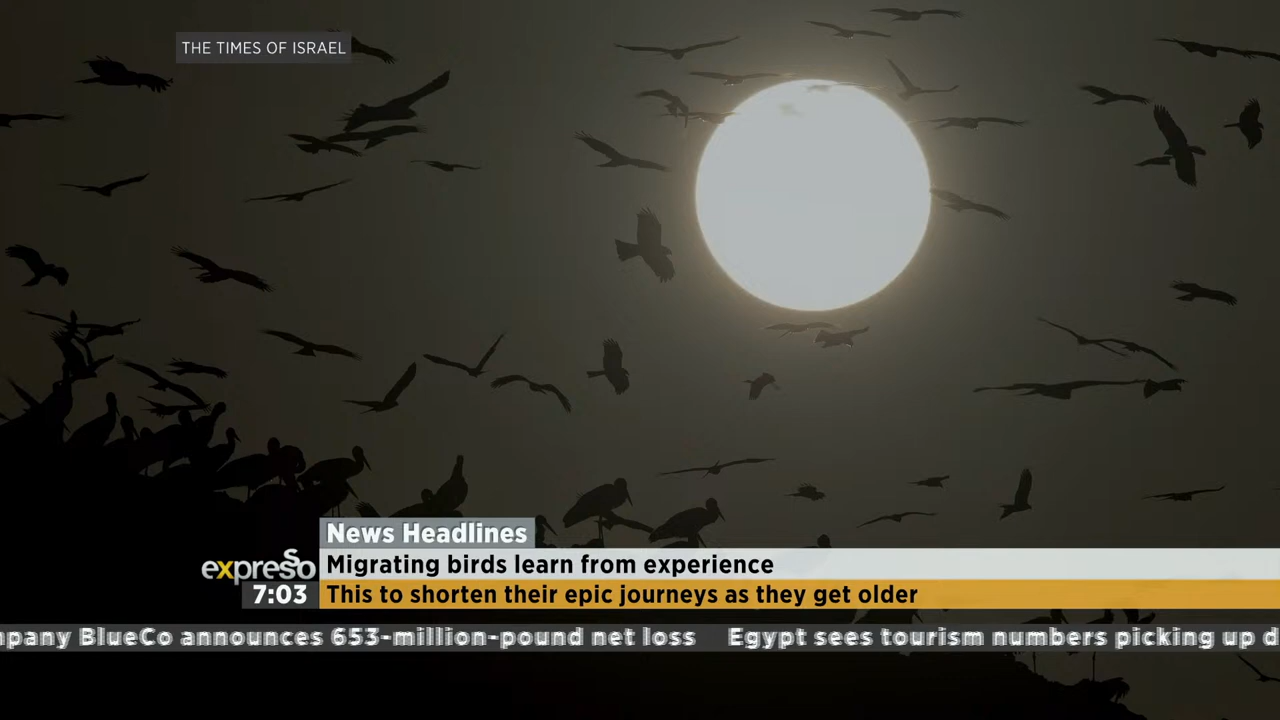 THE TIMES OF ISRAEL
News Headlines
expresso
Migrating birds learn from experience
7:03
This to shorten their epic journeys as they get older
BlueCo announces 653-million-pound net loss Egypt sees tourism numbers picking up